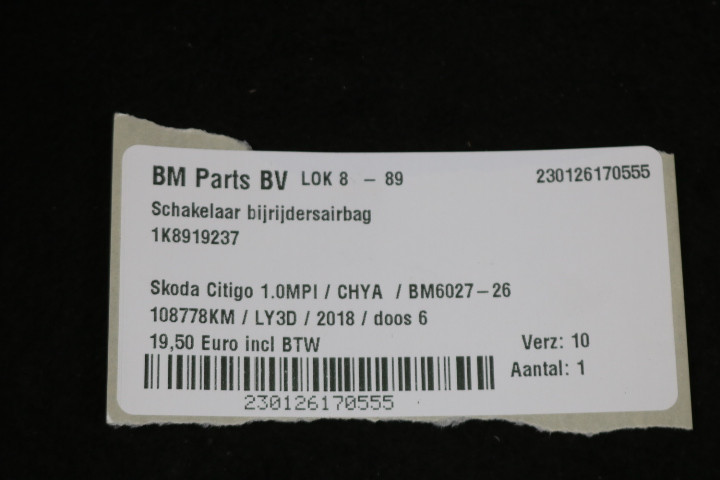 BM Parts BV LOK 8 - 89 230126170555
Schakelaar bijrijdersairbag
1K8919237
Skoda Citigo 1.0MPI / CHYA / BM6027-26
108778KM / LY3D / 2018 / doos 6
19,50 Euro incl BTW Verz: 10
Aantal: 1
230126170555